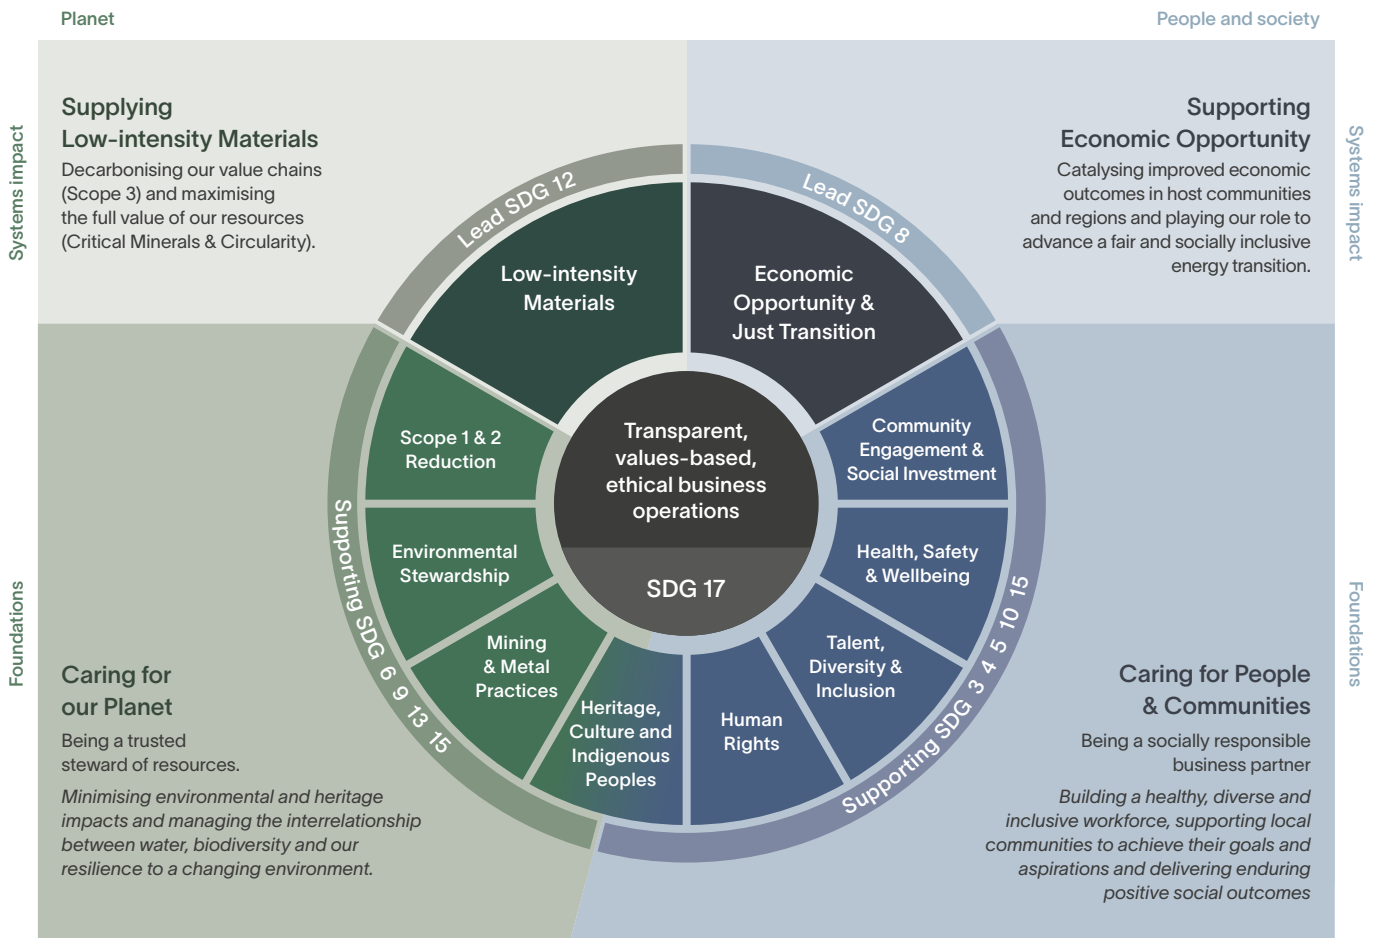 Planet
People and society
Systems impact
Supplying
Low-intensity Materials
Decarbonising our value chains
(Scope 3) and maximising
the full value of our resources
(Critical Minerals & Circularity).
Supporting
Economic Opportunity
Catalysing improved economic
outcomes in host communities
and regions and playing our role to
advance a fair and socially inclusive
energy transition.
Systems impact
Lead SDG 12
Lead SDG 8
Low-intensity
Materials
Economic
Opportunity &
Just Transition
Scope 1 & 2
Reduction
Transparent,
values-based,
ethical business
operations
SDG 17
Community
Engagement &
Social Investment
Environmental
Stewardship
Health, Safety
& Wellbeing
Mining
& Metal
Practices
Talent,
Diversity &
Inclusion
Heritage,
Culture and
Indigenous
Peoples
Human
Rights
Supporting SDG 6 9 13 15
Supporting SDG 3 4 5 10 15
Foundations
Caring for
our Planet
Being a trusted
steward of resources.
Minimising environmental and heritage
impacts and managing the interrelationship
between water, biodiversity and our
resilience to a changing environment.
Foundations
Caring for People
& Communities
Being a socially responsible
business partner
Building a healthy, diverse and
inclusive workforce, supporting local
communities to achieve their goals and
aspirations and delivering enduring
positive social outcomes